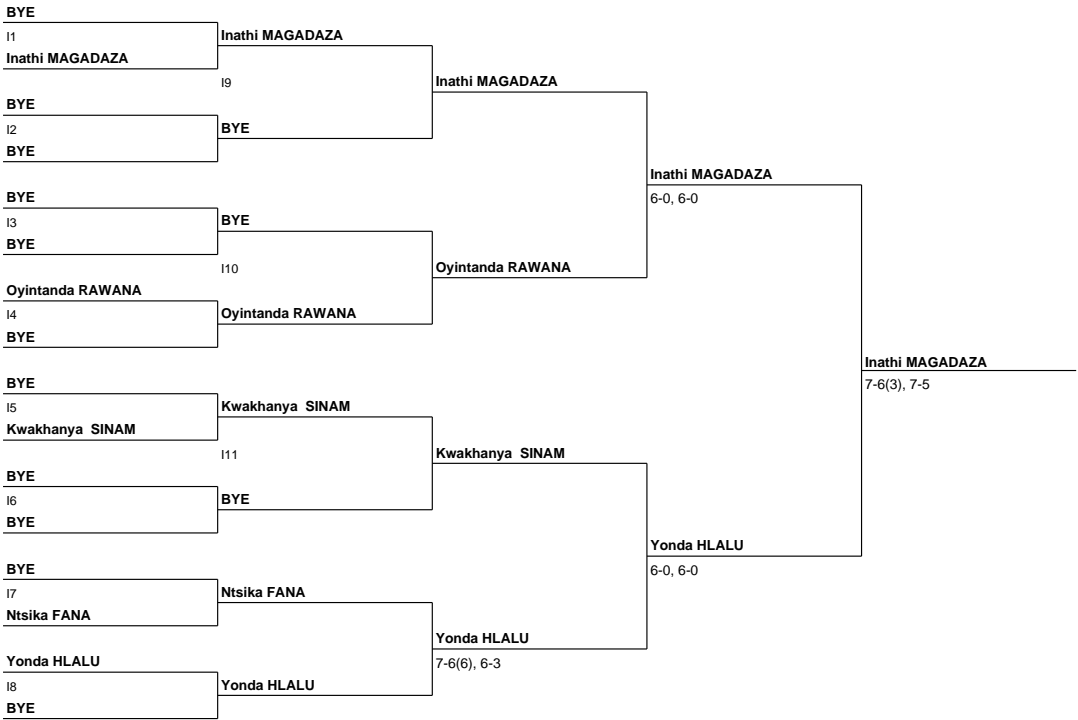 BYE
I1
Inathi MAGADAZA
BYE
I2
BYE
BYE
I3
BYE
Oyintanda RAWANA
I4
BYE
BYE
I5
Kwakhanya  SINAM
BYE
I6
BYE
BYE
I7
Ntsika FANA
Yonda HLALU
I8
BYE
Inathi MAGADAZA
I9
BYE
BYE
I10
Oyintanda RAWANA
Kwakhanya  SINAM
I11
BYE
Ntsika FANA
Yonda HLALU
Inathi MAGADAZA
Oyintanda RAWANA
Kwakhanya  SINAM
Yonda HLALU
7-6(6), 6-3
Inathi MAGADAZA
6-0, 6-0
Yonda HLALU
6-0, 6-0
Inathi MAGADAZA
7-6(3), 7-5